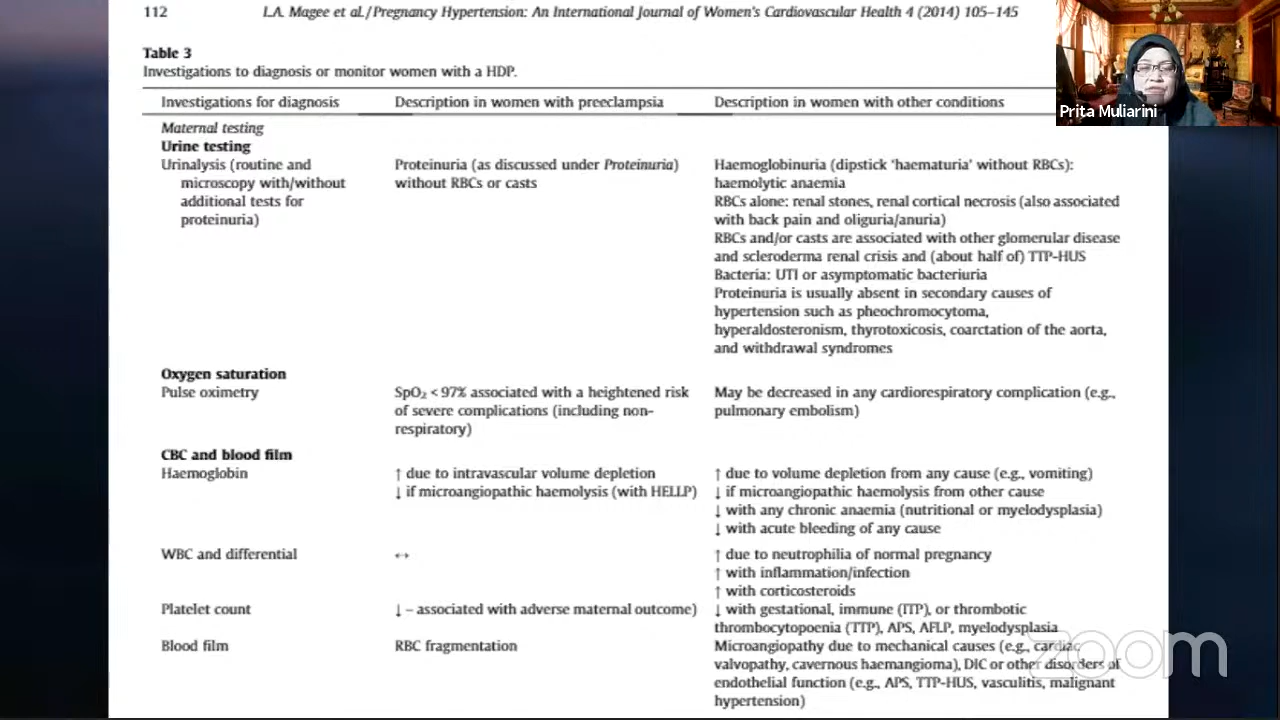 112
L.A. Magee et al./Pregnancy Hypertension: An International Journal of Women's Cardiovascular Health 4 (2014) 105–145
Table 3
Investigations to diagnosis or monitor women with a HDP.
Investigations for diagnosis
Description in women with preeclampsia
Description in women with other conditions
Maternal testing
Urine testing
Urinalysis (routine and
microscopy with/without
additional tests for
proteinuria)
Proteinuria (as discussed under Proteinuria)
without RBCs or casts
Haemoglobinuria (dipstick ‘haematuria’ without RBCs):
haemolytic anaemia
RBCs alone: renal stones, renal cortical necrosis (also associated
with back pain and oliguria/anuria)
RBCs and/or casts are associated with other glomerular disease
and scleroderma renal crisis and (about half of) TTP-HUS
Bacteria: UTI or asymptomatic bacteriuria
Proteinuria is usually absent in secondary causes of
hypertension such as pheochromocytoma,
hyperaldosteronism, thyrotoxicosis, coarctation of the aorta,
and withdrawal syndromes
Oxygen saturation
Pulse oximetry
SpO₂ < 97% associated with a heightened risk
of severe complications (including non-
respiratory)
May be decreased in any cardiorespiratory complication (e.g.,
pulmonary embolism)
CBC and blood film
Haemoglobin
↑ due to intravascular volume depletion
↓ if microangiopathic haemolysis (with HELLP)
↑ due to volume depletion from any cause (e.g., vomiting)
↓ if microangiopathic haemolysis from other cause
↓ with any chronic anaemia (nutritional or myelodysplasia)
↓ with acute bleeding of any cause
WBC and differential
↔
↑ due to neutrophilia of normal pregnancy
↑ with inflammation/infection
↑ with corticosteroids
Platelet count
↓ – associated with adverse maternal outcome)
↓ with gestational, immune (ITP), or thrombotic
thrombocytopoenia (TTP), APS, AFLP, myelodysplasia
Blood film
RBC fragmentation
Microangiopathy due to mechanical causes (e.g., cardiac
valvopathy, cavernous haemangioma), DIC or other disorders of
endothelial function (e.g., APS, TTP-HUS, vasculitis, malignant
hypertension)
Prita Muliarini
zoom